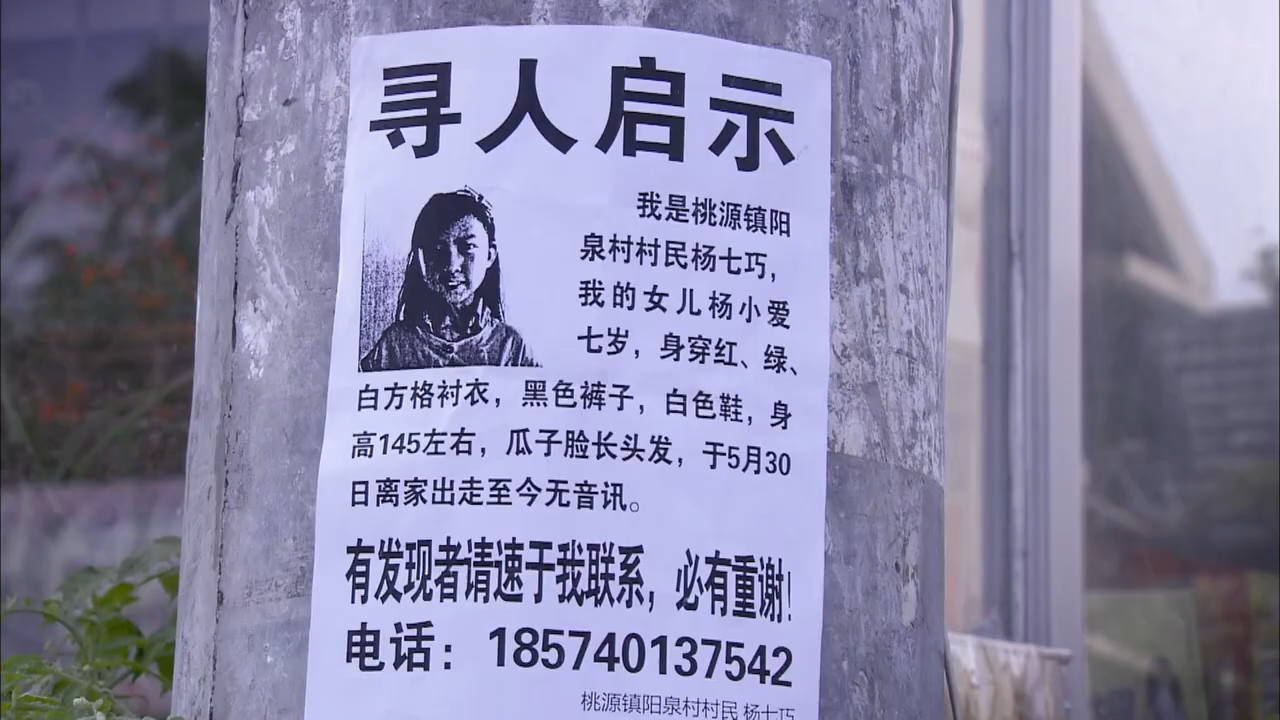 寻人启示
我是桃源镇阳
泉村村民杨七巧，
我的女儿杨小爱
七岁，身穿红、绿、
白方格衬衣，黑色裤子，白色鞋，身
高145左右，瓜子脸长头发，于5月30
日离家出走至今无音讯。
有发现者请速于我联系，必有重谢！
电话：185740137542
桃源镇阳泉村村民 杨七巧